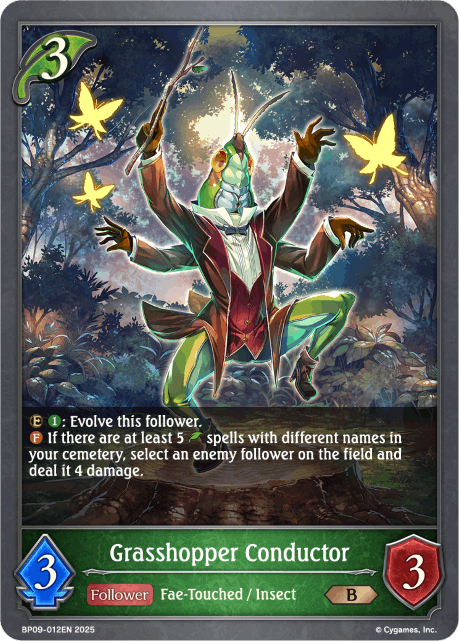 3
E 1: Evolve this follower.
F If there are at least 5 spells with different names in
your cemetery, select an enemy follower on the field and
deal it 4 damage.
Grasshopper Conductor
3
Follower Fae-Touched / Insect
B
3
BP09-012EN 2025
© Cygames, Inc.